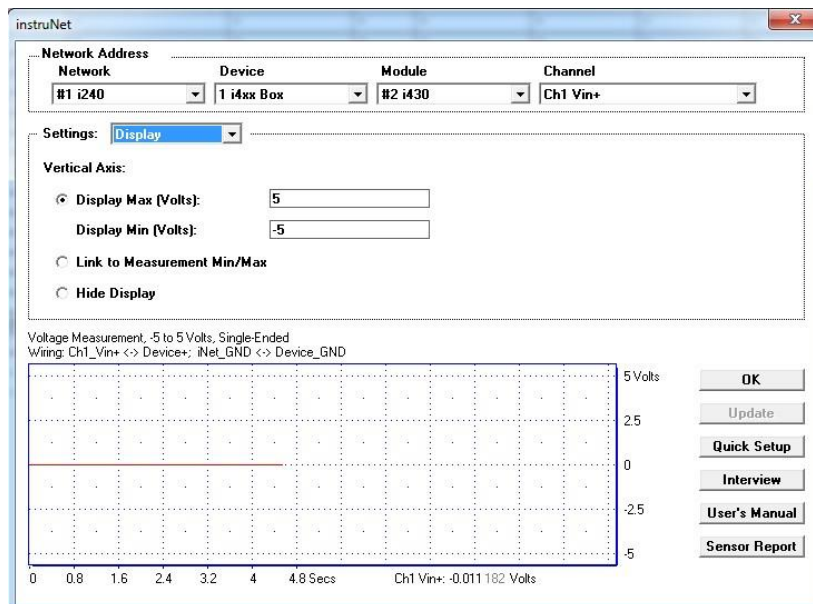 instruNet
Network Address
Network Device Module Channel
#1 i240 1 i4xx Box #2 i430 Ch1 Vin+
Settings: Display
Vertical Axis:
Display Max (Volts): 5
Display Min (Volts): -5
Link to Measurement Min/Max
Hide Display
Voltage Measurement, -5 to 5 Volts, Single-Ended
Wiring: Ch1_Vin+ <-> Device+; iNet_GND <-> Device_GND
5 Volts
OK
Update
2.5
Quick Setup
0
Interview
-2.5
User's Manual
Sensor Report
-5
0 0.8 1.6 2.4 3.2 4 4.8 Secs Ch1 Vin+: -0.011 182 Volts